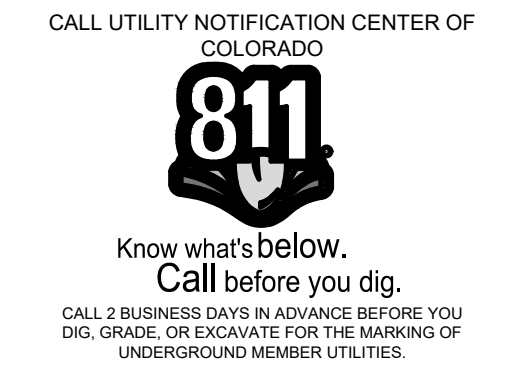 CALL UTILITY NOTIFICATION CENTER OF
COLORADO
811®
Know what's below.
Call before you dig.
CALL 2 BUSINESS DAYS IN ADVANCE BEFORE YOU
DIG, GRADE, OR EXCAVATE FOR THE MARKING OF
UNDERGROUND MEMBER UTILITIES.